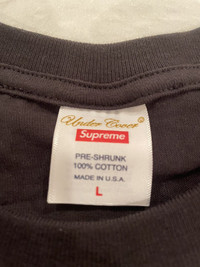 Under Cover
Supreme
PRE-SHRUNK
100% COTTON
MADE IN U.S.A.
L